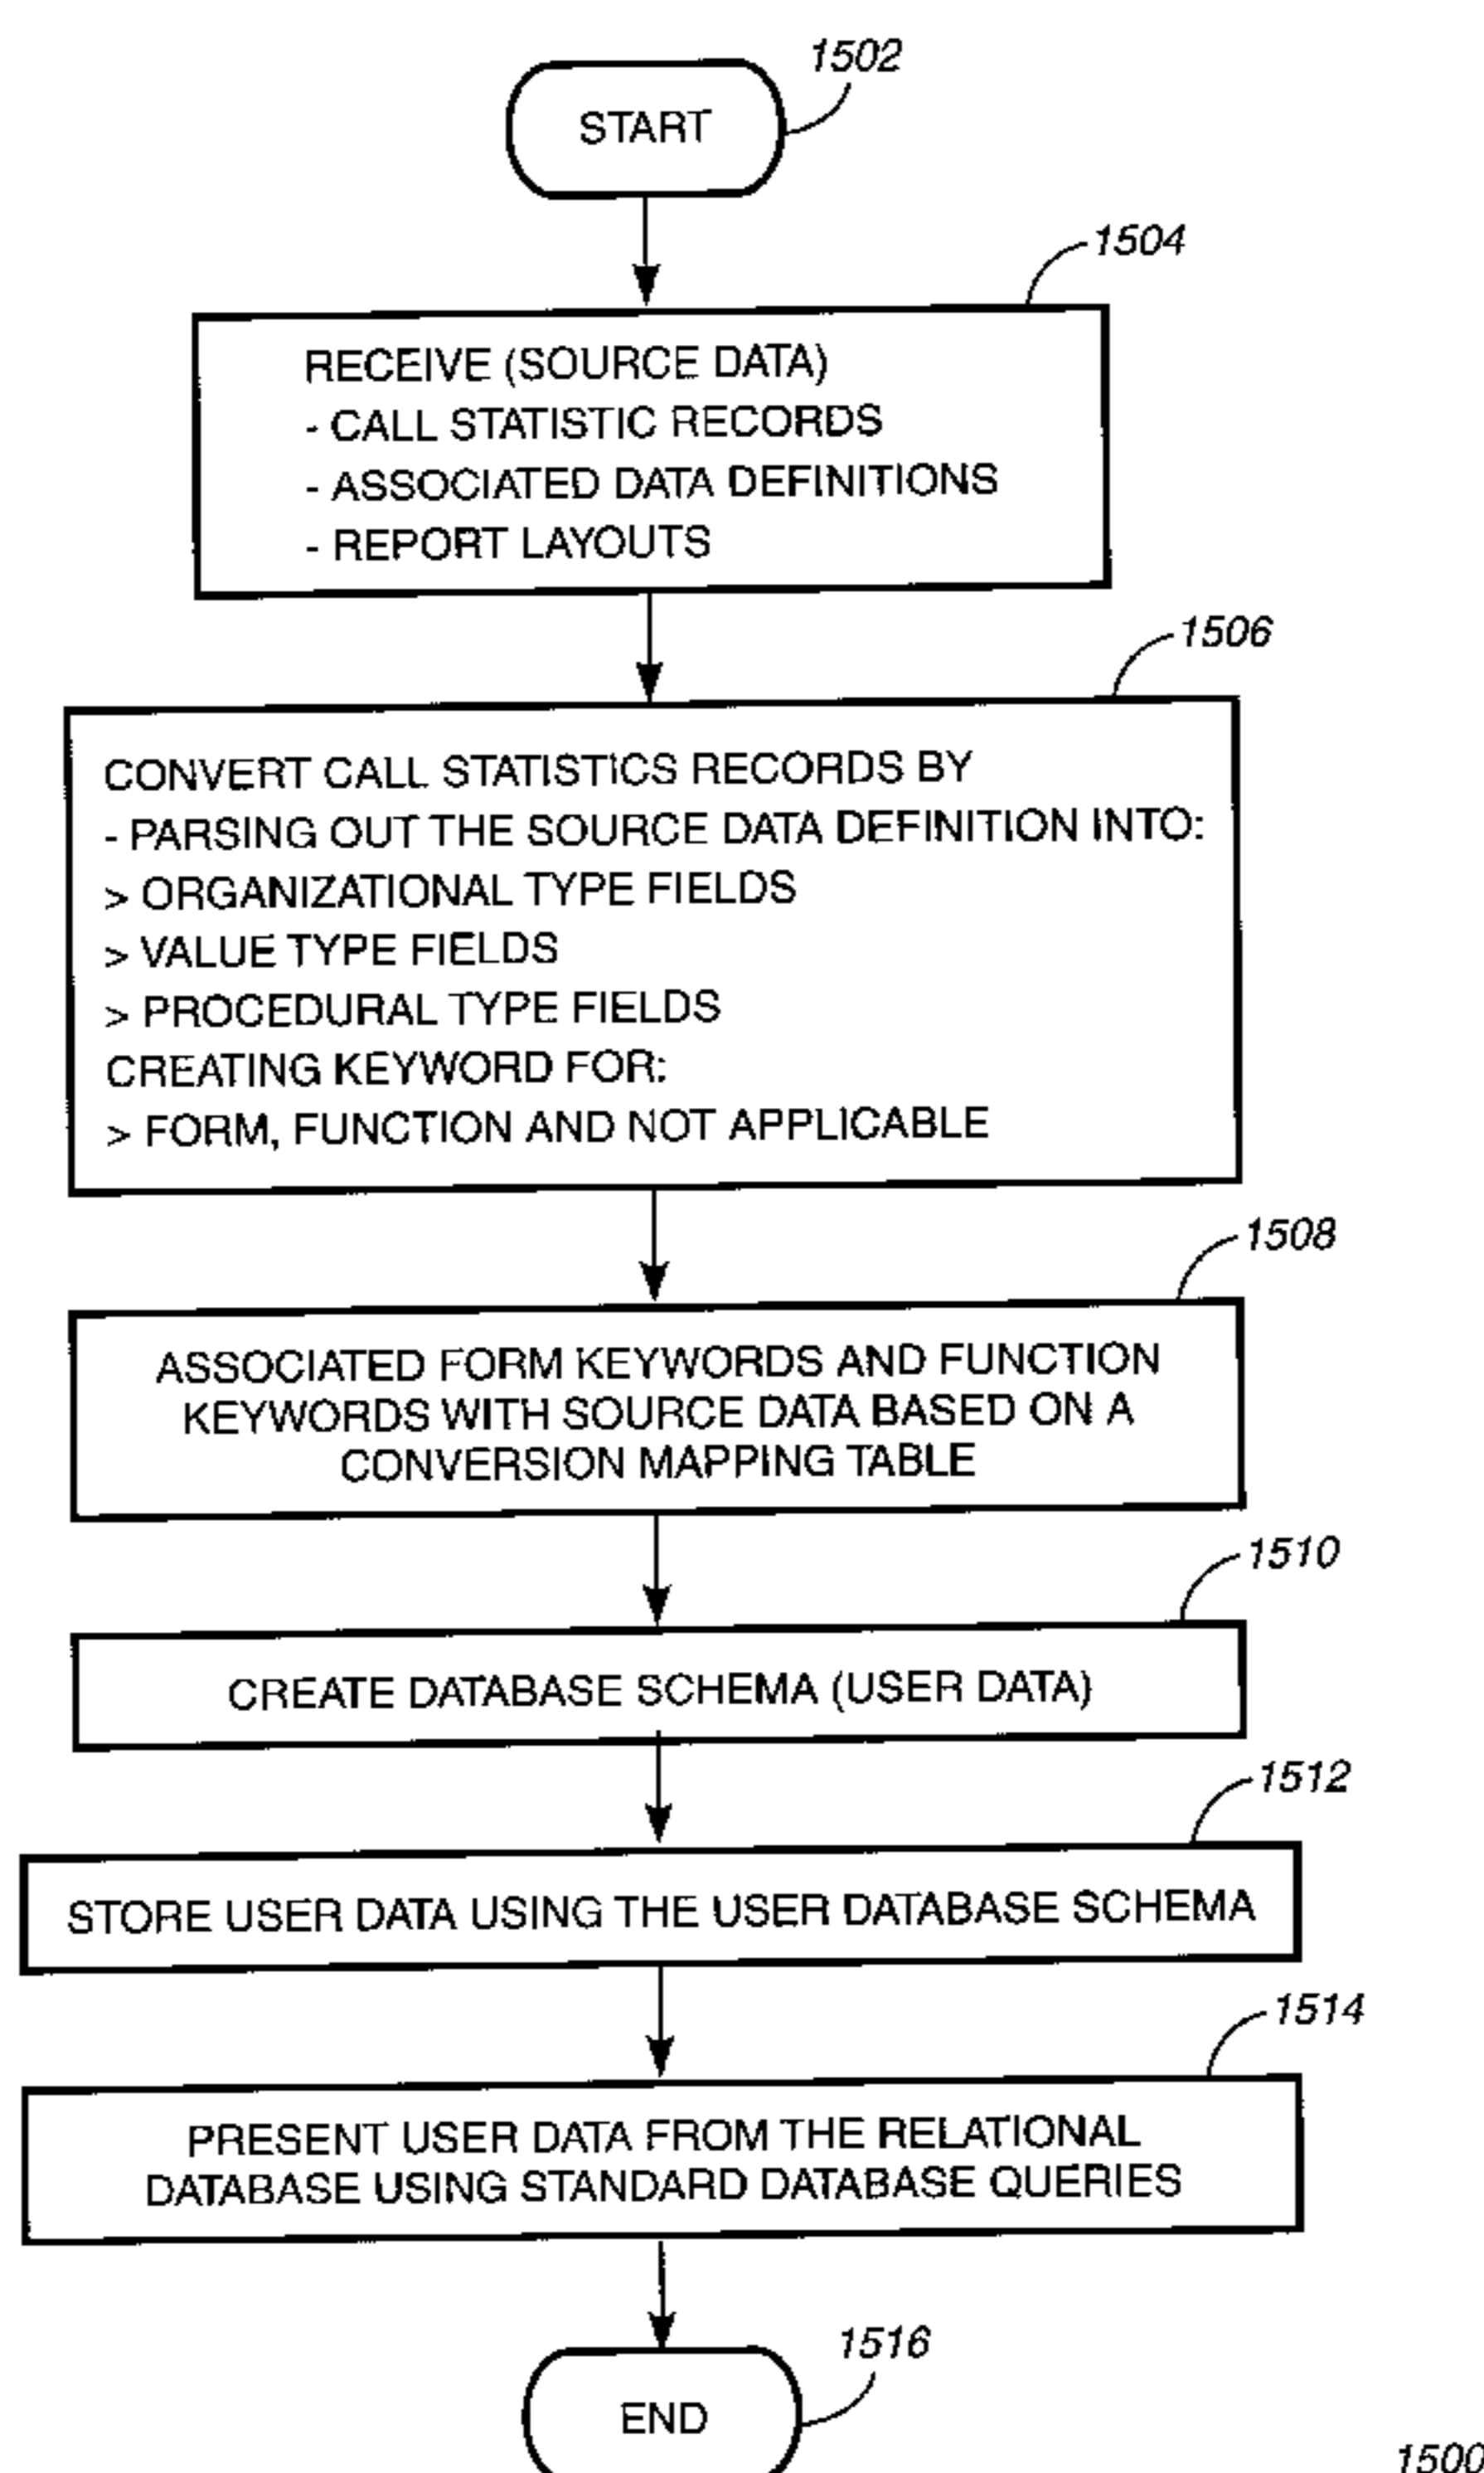 1502
START
1504
RECEIVE (SOURCE DATA)
- CALL STATISTIC RECORDS
- ASSOCIATED DATA DEFINITIONS
- REPORT LAYOUTS
1506
CONVERT CALL STATISTICS RECORDS BY
- PARSING OUT THE SOURCE DATA DEFINITION INTO:
> ORGANIZATIONAL TYPE FIELDS
> VALUE TYPE FIELDS
> PROCEDURAL TYPE FIELDS
CREATING KEYWORD FOR:
> FORM, FUNCTION AND NOT APPLICABLE
1508
ASSOCIATED FORM KEYWORDS AND FUNCTION
KEYWORDS WITH SOURCE DATA BASED ON A
CONVERSION MAPPING TABLE
1510
CREATE DATABASE SCHEMA (USER DATA)
1512
STORE USER DATA USING THE USER DATABASE SCHEMA
1514
PRESENT USER DATA FROM THE RELATIONAL
DATABASE USING STANDARD DATABASE QUERIES
1516
END
1500